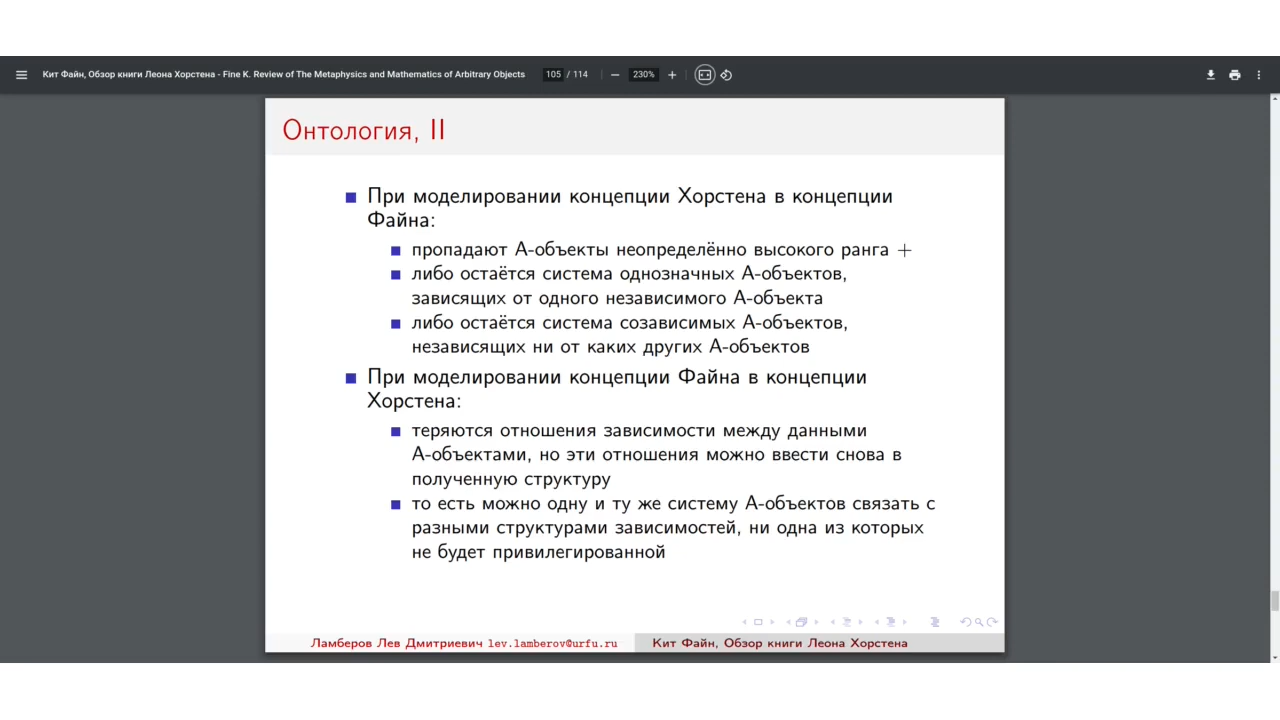 Кит Файн, Обзор книги Леона Хорстена - Fine K. Review of The Metaphysics and Mathematics of Arbitrary Objects 105 / 114 − 230% +
Онтология, II
При моделировании концепции Хорстена в концепции
Файна:
пропадают А-объекты неопределённо высокого ранга +
либо остаётся система однозначных А-объектов,
зависящих от одного независимого А-объекта
либо остаётся система созависимых А-объектов,
независящих ни от каких других А-объектов
При моделировании концепции Файна в концепции
Хорстена:
теряются отношения зависимости между данными
А-объектами, но эти отношения можно ввести снова в
полученную структуру
то есть можно одну и ту же систему А-объектов связать с
разными структурами зависимостей, ни одна из которых
не будет привилегированной
Ламберов Лев Дмитриевич lev.lamberov@urfu.ru Кит Файн, Обзор книги Леона Хорстена